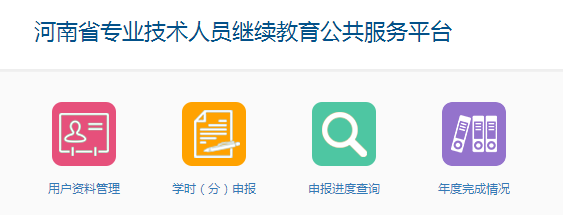 河南省专业技术人员继续教育公共服务平台
用户资料管理
学时（分）申报
申报进度查询
年度完成情况